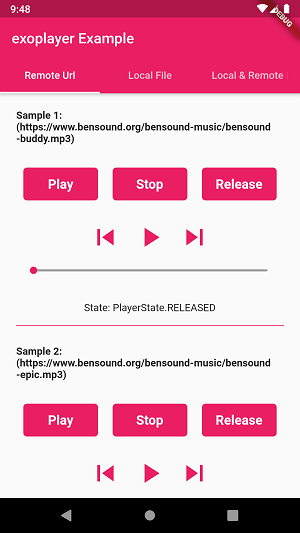 9:48
DEBUG
exoplayer Example
Remote Url
Local File
Local & Remote
Sample 1:
(https://www.bensound.org/bensound-music/bensound
-buddy.mp3)
Play
Stop
Release
State: PlayerState.RELEASED
Sample 2:
(https://www.bensound.org/bensound-music/bensound
-epic.mp3)
Play
Stop
Release